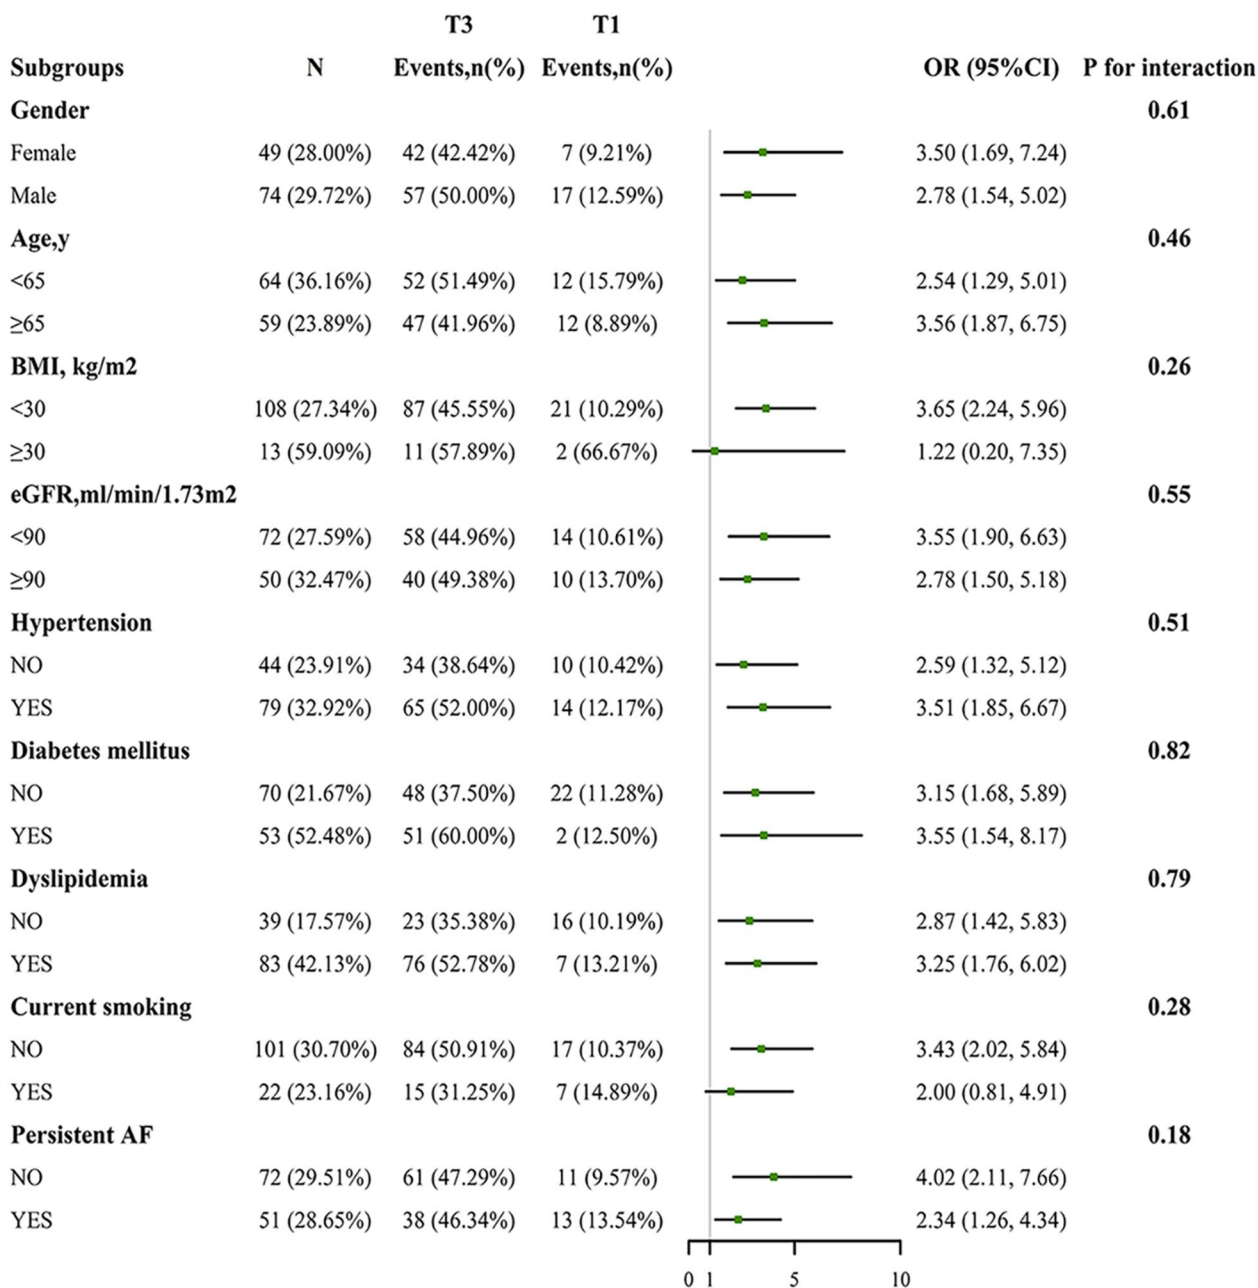 T3 T1
Subgroups N Events,n(%) Events,n(%) OR (95%CI) P for interaction
Gender 0.61
Female 49 (28.00%) 42 (42.42%) 7 (9.21%) 3.50 (1.69, 7.24)
Male 74 (29.72%) 57 (50.00%) 17 (12.59%) 2.78 (1.54, 5.02)
Age,y 0.46
<65 64 (36.16%) 52 (51.49%) 12 (15.79%) 2.54 (1.29, 5.01)
≥65 59 (23.89%) 47 (41.96%) 12 (8.89%) 3.56 (1.87, 6.75)
BMI, kg/m2 0.26
<30 108 (27.34%) 87 (45.55%) 21 (10.29%) 3.65 (2.24, 5.96)
≥30 13 (59.09%) 11 (57.89%) 2 (66.67%) 1.22 (0.20, 7.35)
eGFR,ml/min/1.73m2 0.55
<90 72 (27.59%) 58 (44.96%) 14 (10.61%) 3.55 (1.90, 6.63)
≥90 50 (32.47%) 40 (49.38%) 10 (13.70%) 2.78 (1.50, 5.18)
Hypertension 0.51
NO 44 (23.91%) 34 (38.64%) 10 (10.42%) 2.59 (1.32, 5.12)
YES 79 (32.92%) 65 (52.00%) 14 (12.17%) 3.51 (1.85, 6.67)
Diabetes mellitus 0.82
NO 70 (21.67%) 48 (37.50%) 22 (11.28%) 3.15 (1.68, 5.89)
YES 53 (52.48%) 51 (60.00%) 2 (12.50%) 3.55 (1.54, 8.17)
Dyslipidemia 0.79
NO 39 (17.57%) 23 (35.38%) 16 (10.19%) 2.87 (1.42, 5.83)
YES 83 (42.13%) 76 (52.78%) 7 (13.21%) 3.25 (1.76, 6.02)
Current smoking 0.28
NO 101 (30.70%) 84 (50.91%) 17 (10.37%) 3.43 (2.02, 5.84)
YES 22 (23.16%) 15 (31.25%) 7 (14.89%) 2.00 (0.81, 4.91)
Persistent AF 0.18
NO 72 (29.51%) 61 (47.29%) 11 (9.57%) 4.02 (2.11, 7.66)
YES 51 (28.65%) 38 (46.34%) 13 (13.54%) 2.34 (1.26, 4.34)
0 1 5 10